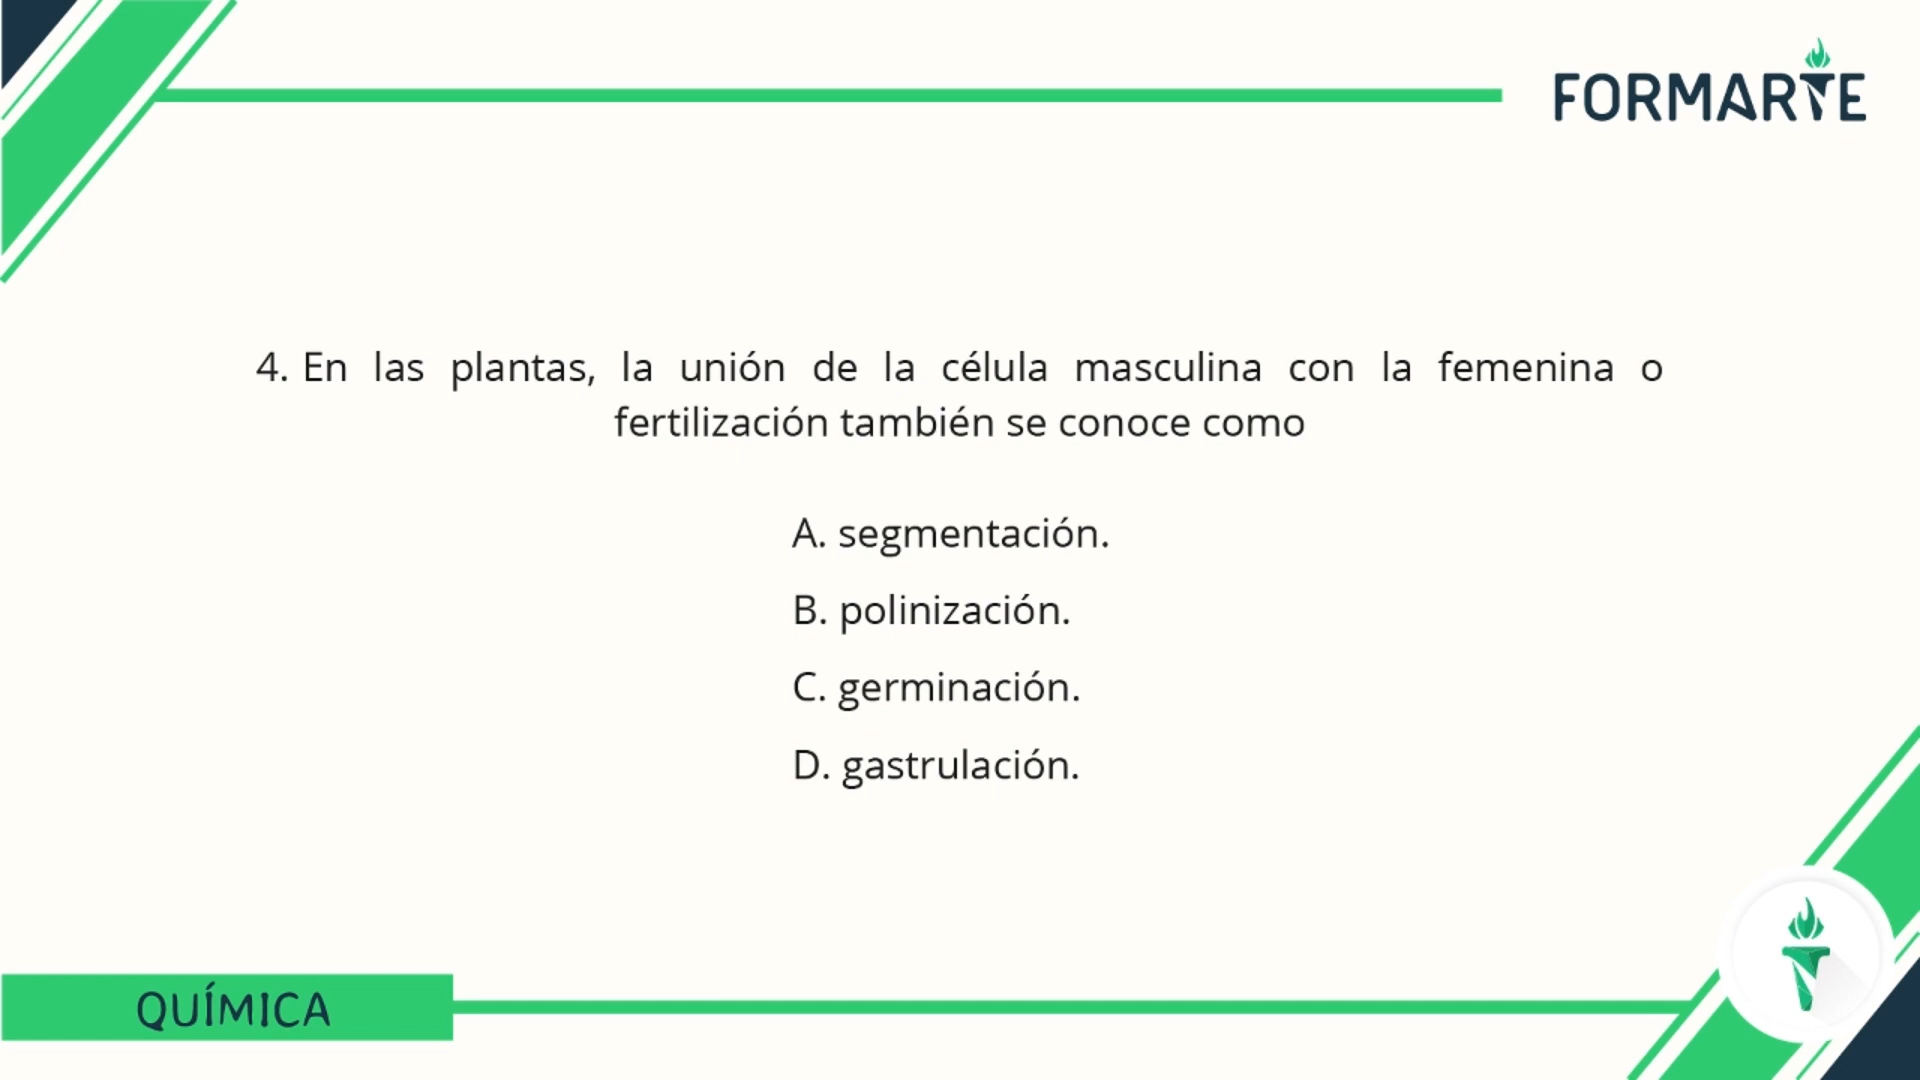 FORMARTE
4. En las plantas, la unión de la célula masculina con la femenina o
fertilización también se conoce como
A. segmentación.
B. polinización.
C. germinación.
D. gastrulación.
QUÍMICA